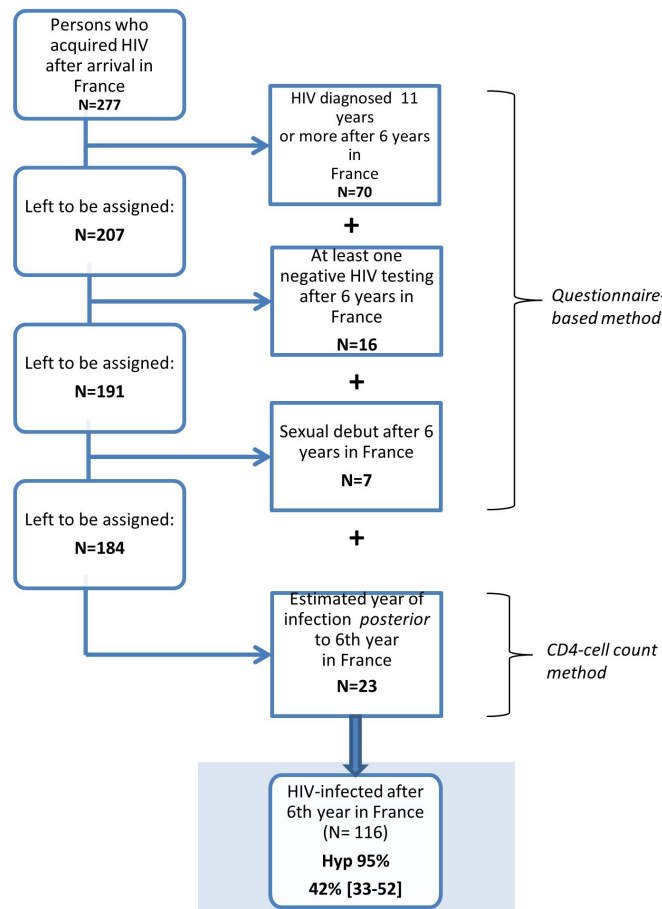 Persons who
acquired HIV
after arrival in
France
N=277
HIV diagnosed 11
years
or more after 6 years
in
France
N=70
Left to be assigned:
N=207
+
At least one
negative HIV testing
after 6 years in
France
N=16
Questionnaire-
based method
Left to be assigned:
N=191
+
Sexual debut after 6
years in France
N=7
Left to be assigned:
N=184
+
Estimated year of
infection posterior
to 6th year
in France
N=23
CD4-cell count
method
HIV-infected after
6th year in France
(N= 116)
Hyp 95%
42% [33-52]